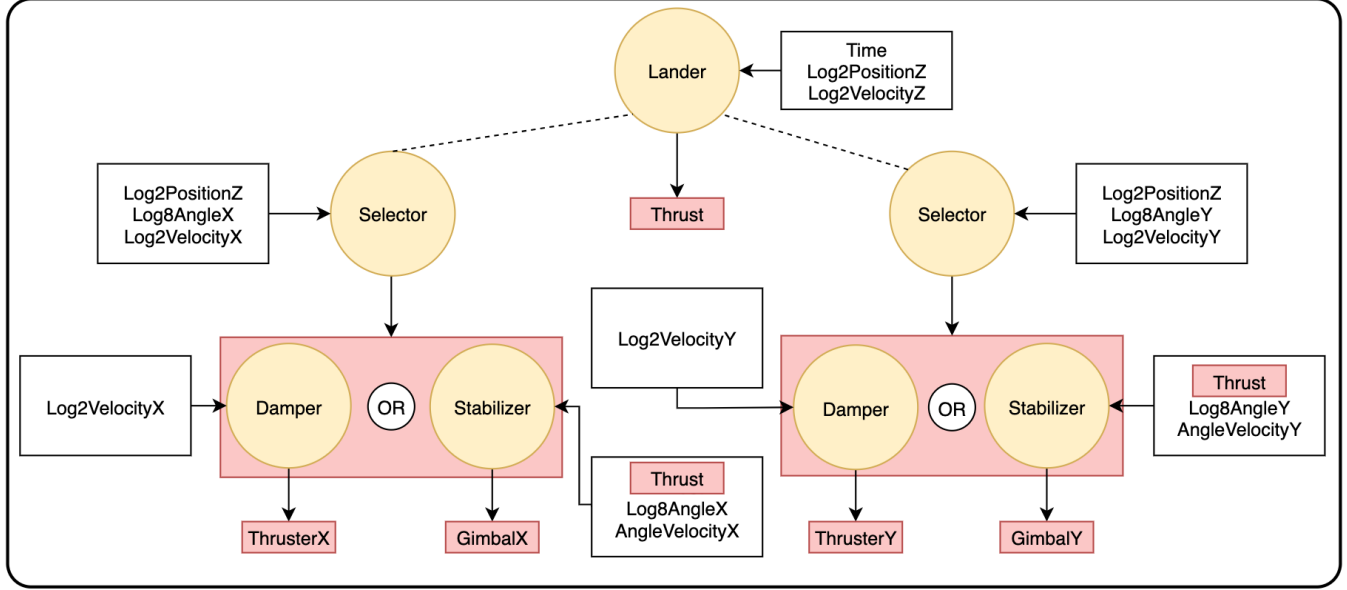 Lander
Time
Log2PositionZ
Log2VelocityZ
Log2PositionZ
Log8AngleX
Log2VelocityX
Selector
Thrust
Selector
Log2PositionZ
Log8AngleY
Log2VelocityY
Log2VelocityX
Damper
OR
Stabilizer
Log2VelocityY
Damper
OR
Stabilizer
Thrust
Log8AngleY
AngleVelocityY
Thrust
Log8AngleX
AngleVelocityX
ThrusterX
GimbalX
ThrusterY
GimbalY